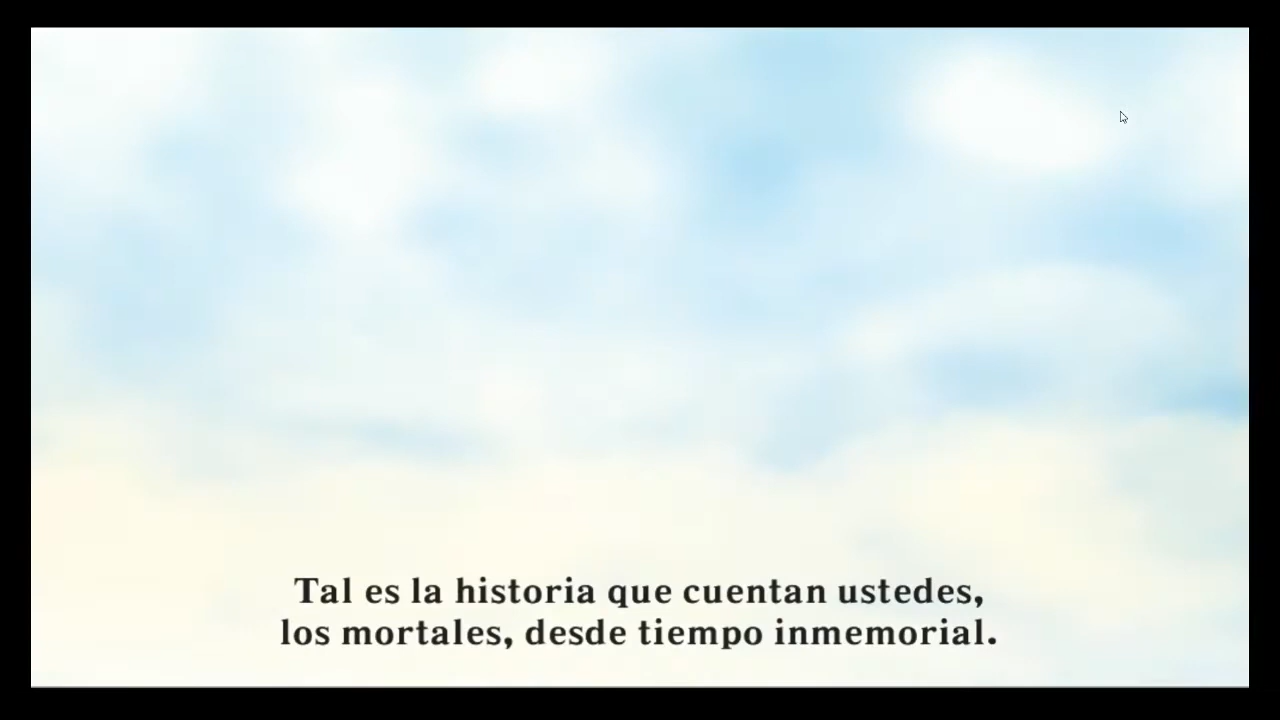 Tal es la historia que cuentan ustedes,
los mortales, desde tiempo inmemorial.